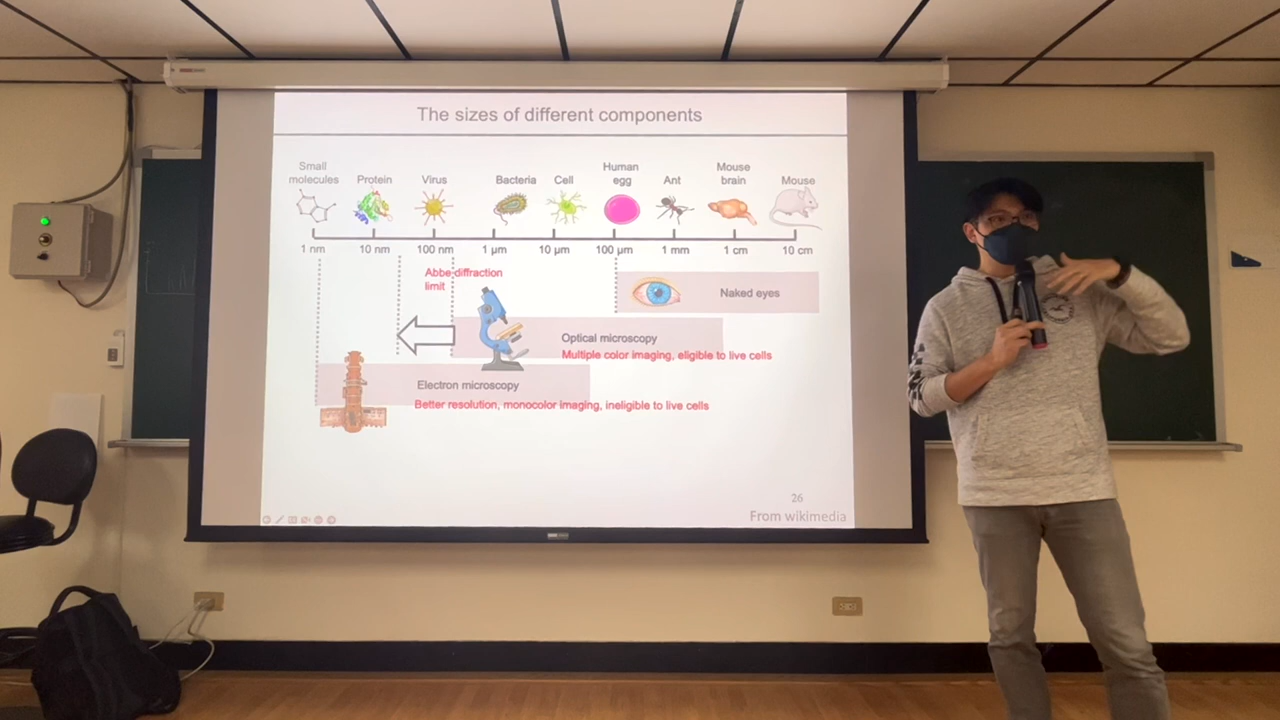 The sizes of different components
Small
molecules
Protein
Virus
Bacteria
Cell
Human
egg
Ant
Mouse
brain
Mouse
1 nm
10 nm
100 nm
1 μm
10 μm
100 μm
1 mm
1 cm
10 cm
Abbe diffraction
limit
Naked eyes
Optical microscopy
Multiple color imaging, eligible to live cells
Electron microscopy
Better resolution, monocolor imaging, ineligible to live cells
26
From wikimedia